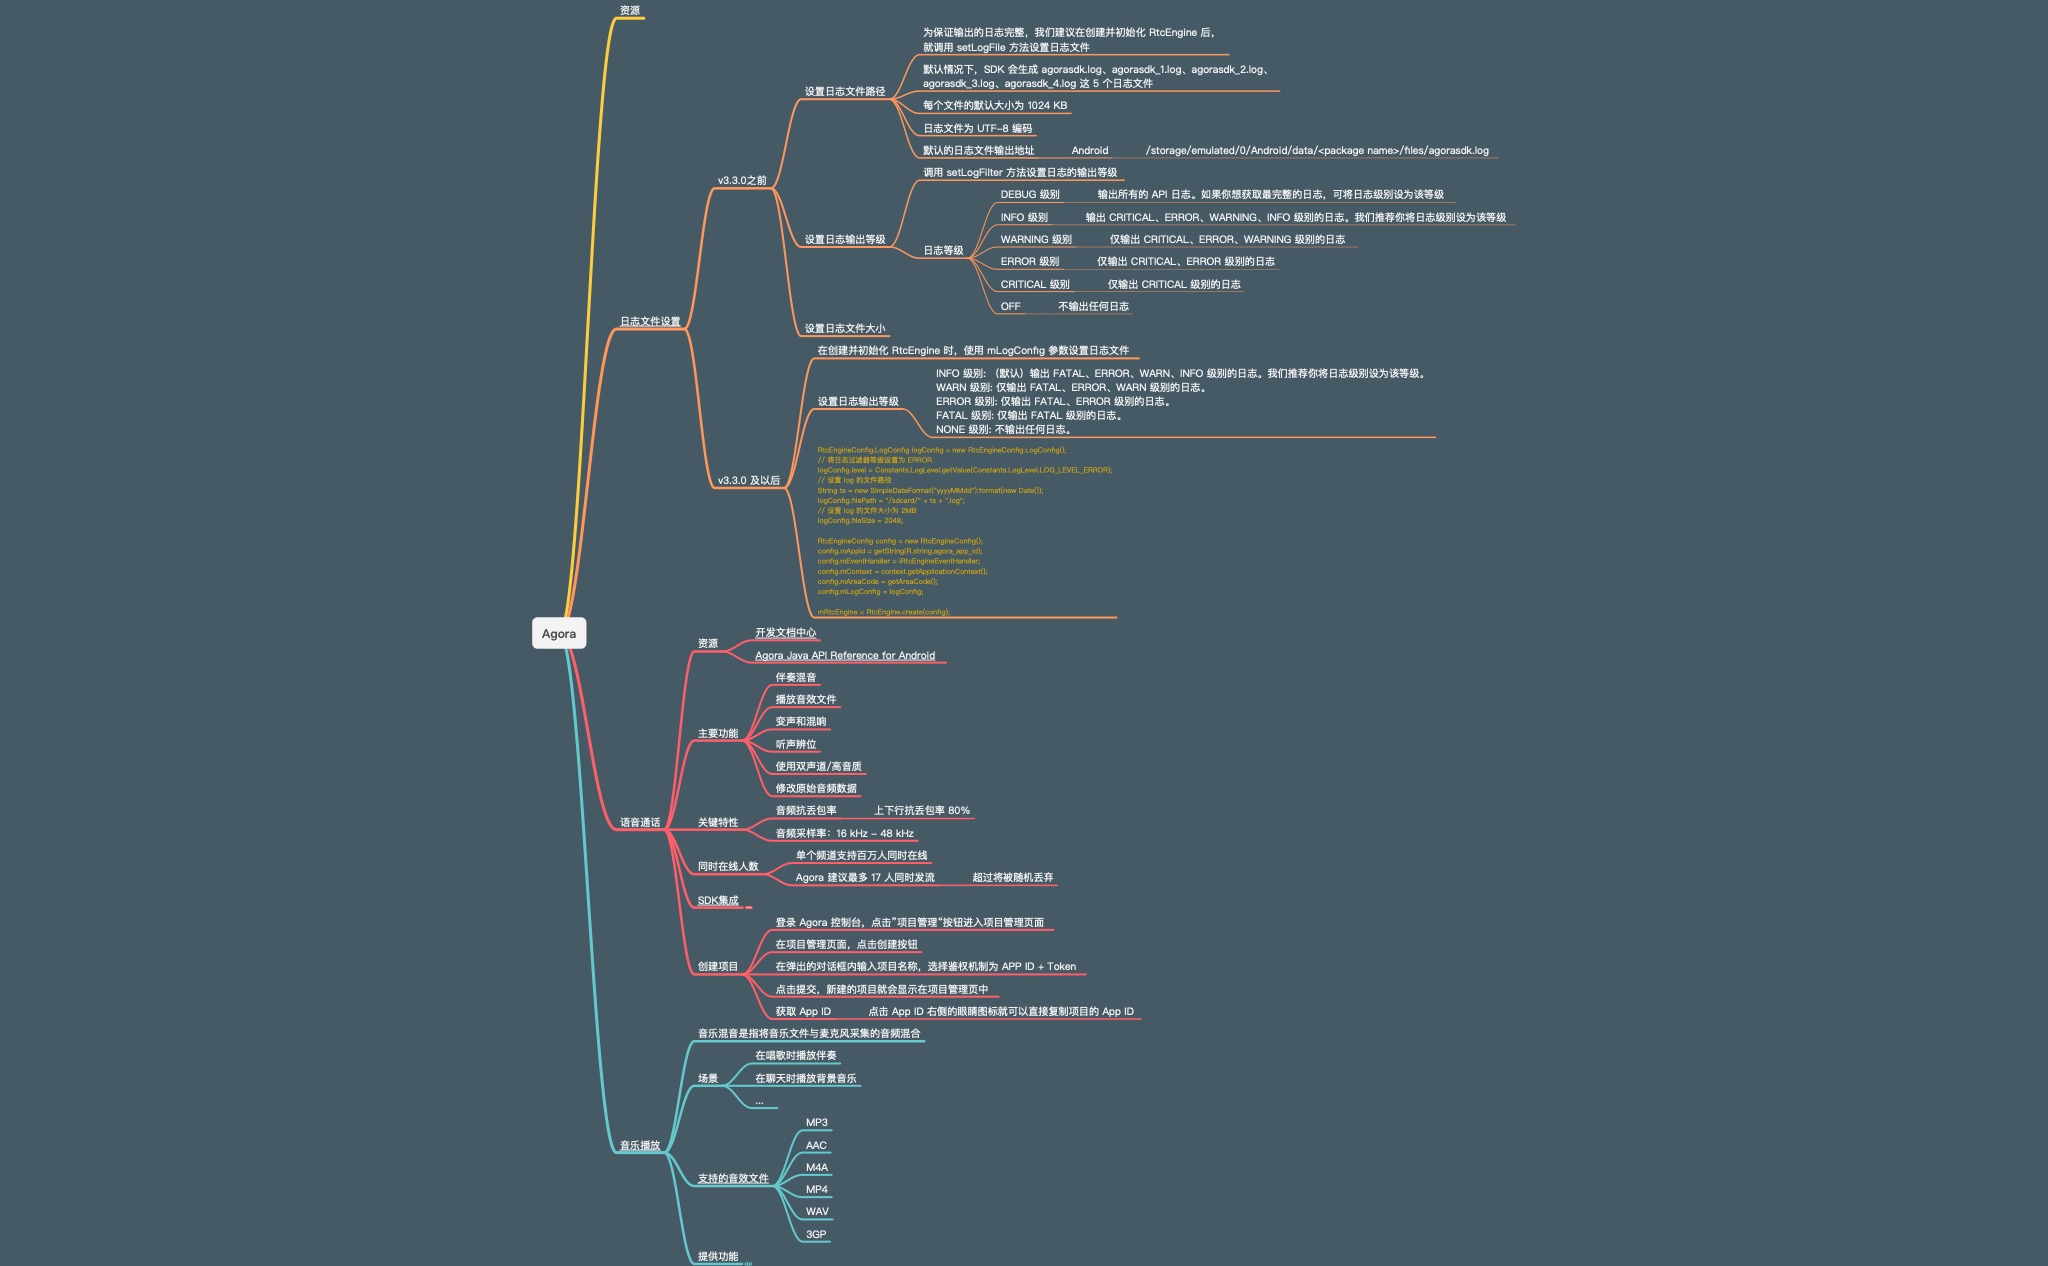 资源
为保证输出的日志完整，我们建议在创建并初始化 RtcEngine 后，
就调用 setLogFile 方法设置日志文件
默认情况下，SDK 会生成 agorasdk.log、agorasdk_1.log、agorasdk_2.log、
agorasdk_3.log、agorasdk_4.log 这 5 个日志文件
设置日志文件路径
每个文件的默认大小为 1024 KB
日志文件为 UTF-8 编码
默认的日志文件输出地址 Android /storage/emulated/0/Android/data/<package name>/files/agorasdk.log
v3.3.0之前
调用 setLogFilter 方法设置日志的输出等级
设置日志输出等级
日志等级
DEBUG 级别 输出所有的 API 日志。如果你想获取最完整的日志，可将日志级别设为该等级
INFO 级别 输出 CRITICAL、ERROR、WARNING、INFO 级别的日志。我们推荐你将日志级别设为该等级
WARNING 级别 仅输出 CRITICAL、ERROR、WARNING 级别的日志
ERROR 级别 仅输出 CRITICAL、ERROR 级别的日志
CRITICAL 级别 仅输出 CRITICAL 级别的日志
OFF 不输出任何日志
日志文件设置
设置日志文件大小
在创建并初始化 RtcEngine 时，使用 mLogConfig 参数设置日志文件
设置日志输出等级
INFO 级别: （默认）输出 FATAL、ERROR、WARN、INFO 级别的日志。我们推荐你将日志级别设为该等级。
WARN 级别: 仅输出 FATAL、ERROR、WARN 级别的日志。
ERROR 级别: 仅输出 FATAL、ERROR 级别的日志。
FATAL 级别: 仅输出 FATAL 级别的日志。
NONE 级别: 不输出任何日志。
v3.3.0 及以后
RtcEngineConfig.LogConfig logConfig = new RtcEngineConfig.LogConfig();
// 将日志过滤器等级设置为 ERROR
logConfig.level = Constants.LogLevel.getValue(Constants.LogLevel.LOG_LEVEL_ERROR);
// 设置 log 的文件路径
String ts = new SimpleDateFormat("yyyyMMdd").format(new Date());
logConfig.filePath = "/sdcard/" + ts + ".log";
// 设置 log 的文件大小为 2MB
logConfig.fileSize = 2048;
RtcEngineConfig config = new RtcEngineConfig();
config.mAppId = getString(R.string.agora_app_id);
config.mEventHandler = iRtcEngineEventHandler;
config.mContext = context.getApplicationContext();
config.mAreaCode = getAreaCode();
config.mLogConfig = logConfig;
mRtcEngine = RtcEngine.create(config);
Agora
资源
开发文档中心
Agora Java API Reference for Android
主要功能
伴奏混音
播放音效文件
变声和混响
听声辨位
使用双声道/高音质
修改原始音频数据
语音通话
关键特性
音频抗丢包率 上下行抗丢包率 80%
音频采样率：16 kHz - 48 kHz
同时在线人数
单个频道支持百万人同时在线
Agora 建议最多 17 人同时发流 超过将被随机丢弃
SDK集成
创建项目
登录 Agora 控制台，点击”项目管理“按钮进入项目管理页面
在项目管理页面，点击创建按钮
在弹出的对话框内输入项目名称，选择鉴权机制为 APP ID + Token
点击提交，新建的项目就会显示在项目管理页中
获取 App ID 点击 App ID 右侧的眼睛图标就可以直接复制项目的 App ID
音乐混音是指将音乐文件与麦克风采集的音频混合
场景
在唱歌时播放伴奏
在聊天时播放背景音乐
...
音乐播放
支持的音效文件
MP3
AAC
M4A
MP4
WAV
3GP
提供功能